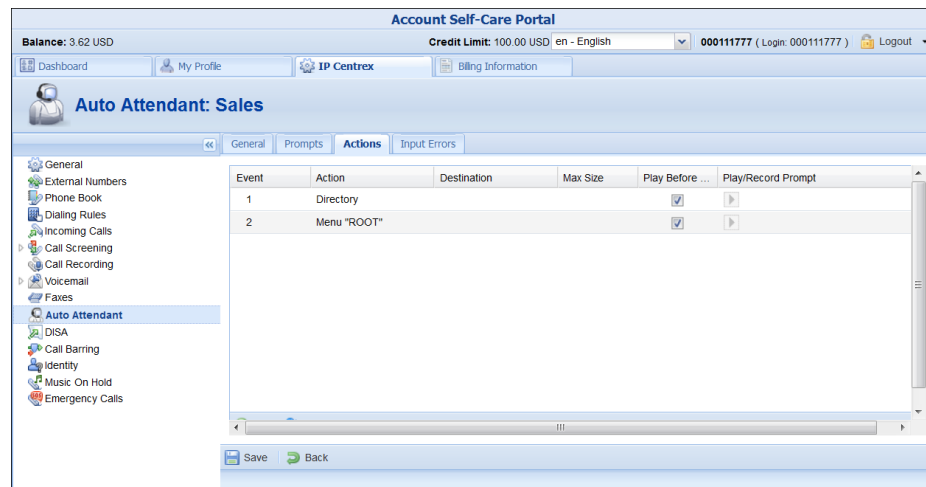 Account Self-Care Portal
Balance: 3.62 USD Credit Limit: 100.00 USD en - English 000111777 ( Login: 000111777 ) Logout
Dashboard My Profile IP Centrex Billing Information
Auto Attendant: Sales
General Prompts Actions Input Errors
General
External Numbers
Phone Book
Dialing Rules
Incoming Calls
Call Screening
Call Recording
Voicemail
Faxes
Auto Attendant
DISA
Call Barring
Identity
Music On Hold
Emergency Calls
Event Action Destination Max Size Play Before ... Play/Record Prompt
1 Directory
2 Menu "ROOT"
Save Back